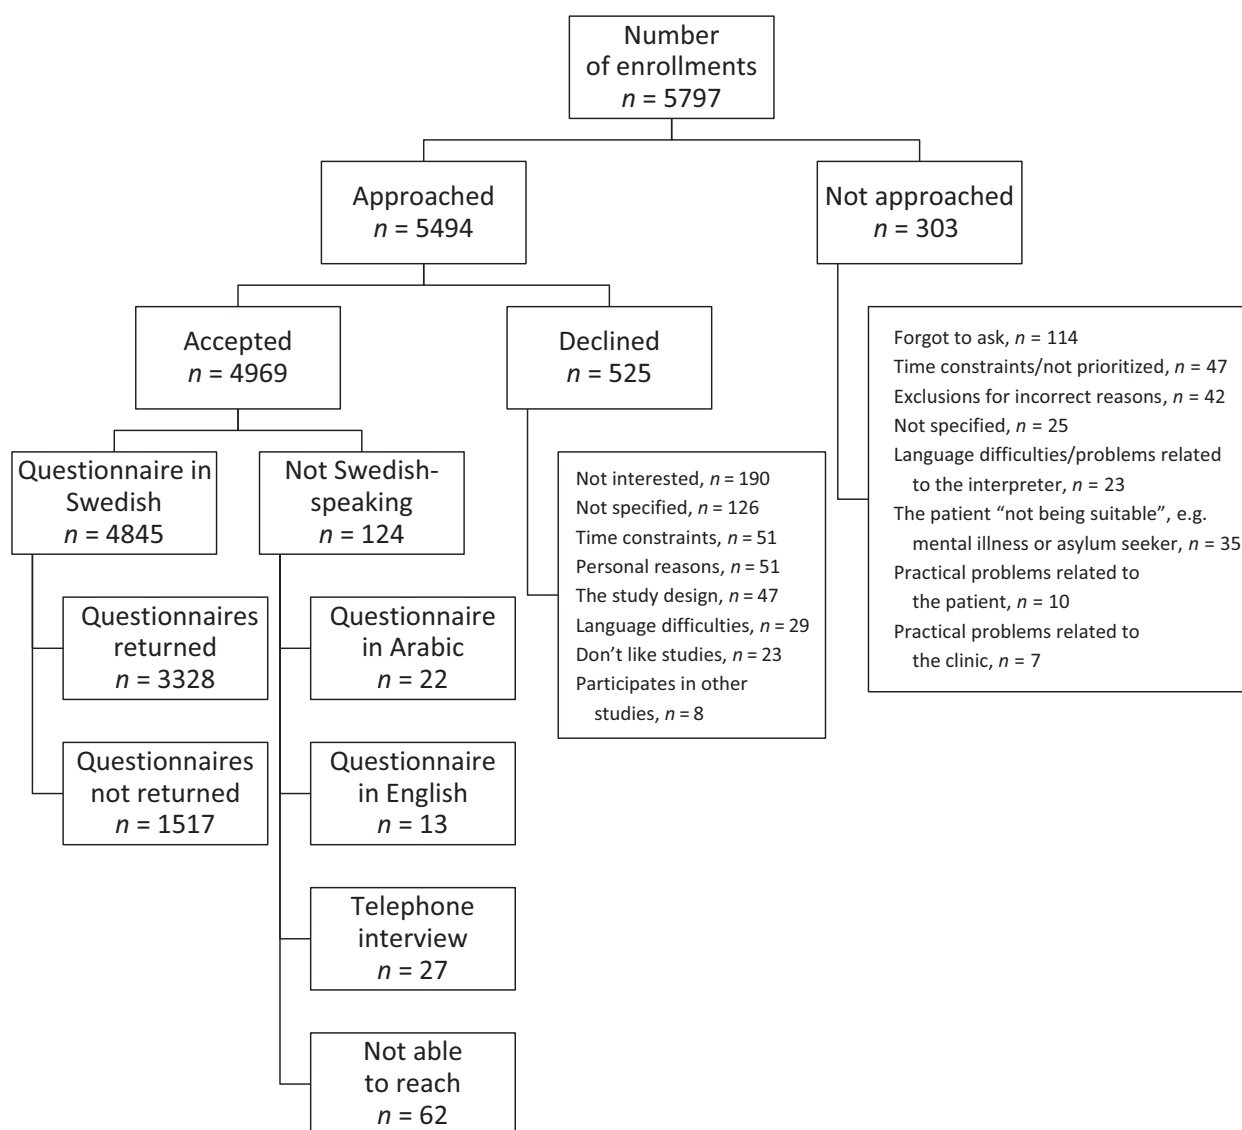 Number
of enrollments
n = 5797
Approached
n = 5494
Not approached
n = 303
Accepted
n = 4969
Declined
n = 525
Forgot to ask, n = 114
Time constraints/not prioritized, n = 47
Exclusions for incorrect reasons, n = 42
Not specified, n = 25
Language difficulties/problems related
to the interpreter, n = 23
The patient “not being suitable”, e.g.
mental illness or asylum seeker, n = 35
Practical problems related to
the patient, n = 10
Practical problems related to
the clinic, n = 7
Questionnaire in
Swedish
n = 4845
Not Swedish-
speaking
n = 124
Not interested, n = 190
Not specified, n = 126
Time constraints, n = 51
Personal reasons, n = 51
The study design, n = 47
Language difficulties, n = 29
Don’t like studies, n = 23
Participates in other
studies, n = 8
Questionnaires
returned
n = 3328
Questionnaire
in Arabic
n = 22
Questionnaires
not returned
n = 1517
Questionnaire
in English
n = 13
Telephone
interview
n = 27
Not able
to reach
n = 62